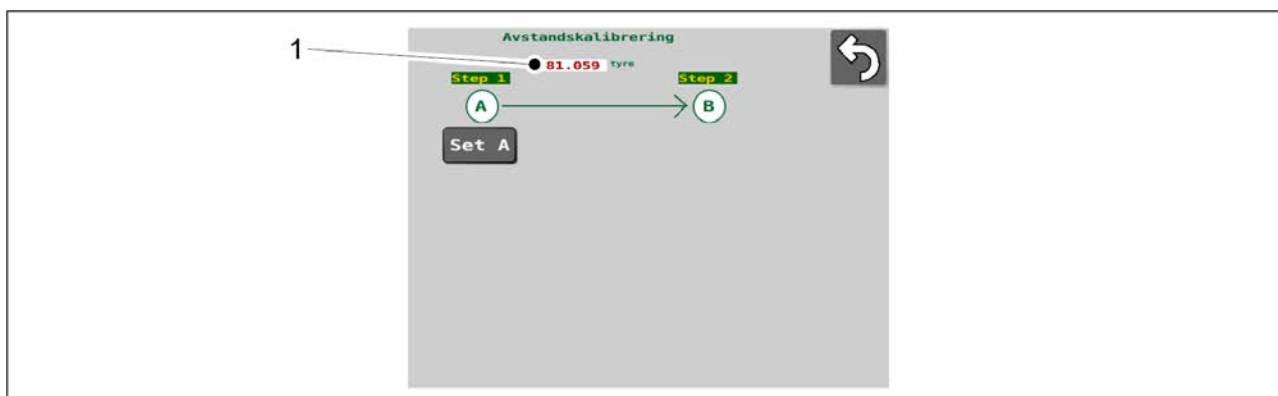 Avstandskalibrering
1
81.059 tyre
Step 1 Step 2
A B
Set A